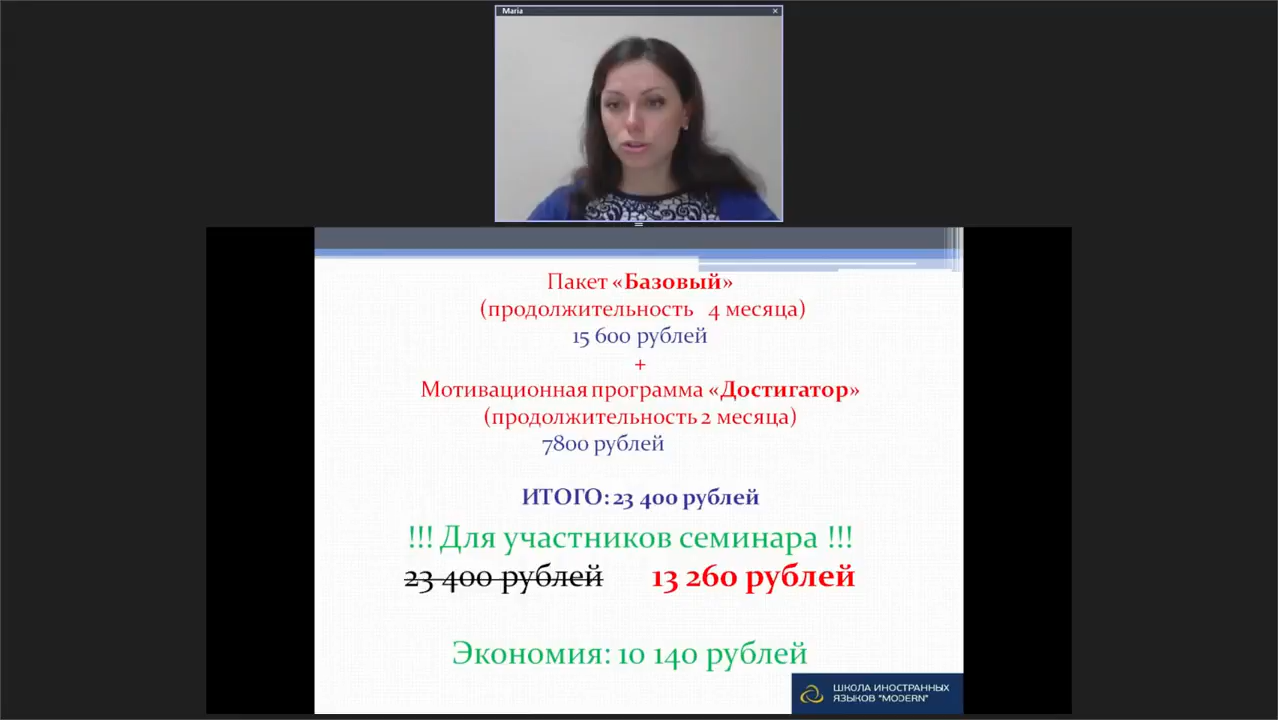 Maria
Пакет «Базовый»
(продолжительность 4 месяца)
15 600 рублей
+
Мотивационная программа «Достигатор»
(продолжительность 2 месяца)
7800 рублей
ИТОГО: 23 400 рублей
!!! Для участников семинара !!!
23 400 рублей 13 260 рублей
Экономия: 10 140 рублей
ШКОЛА ИНОСТРАННЫХ
ЯЗЫКОВ "MODERN"